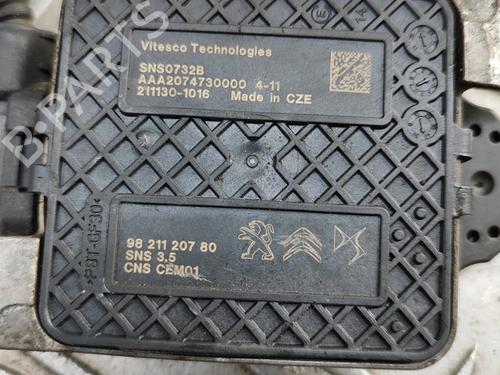 Vitesco Technologies
SNS0732B
AAA2074730000 4-11
211130-1016 Made in CZE
98 211 207 80
SNS 3,5
CNS CEM01
>PBT-GF30<
B-PARTS